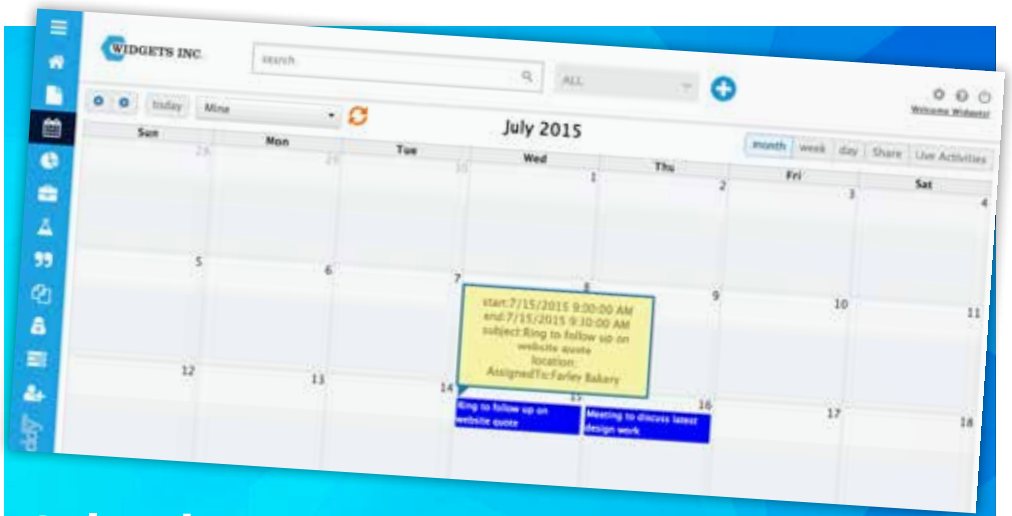 WIDGETS INC.
search
ALL
today
Mine
July 2015
Welcome Widgets!
month week day Share Live Activities
Sun Mon Tue Wed Thu Fri Sat
28 29 30 1 2 3 4
5 6 7 8 9 10 11
start:7/15/2015 9:00:00 AM
end:7/15/2015 9:30:00 AM
subject:Ring to follow up on
website quote
location:
AssignedTo:Farley Bakery
12 13 14 15 16 17 18
Ring to follow up on
website quote
Meeting to discuss latest
design work